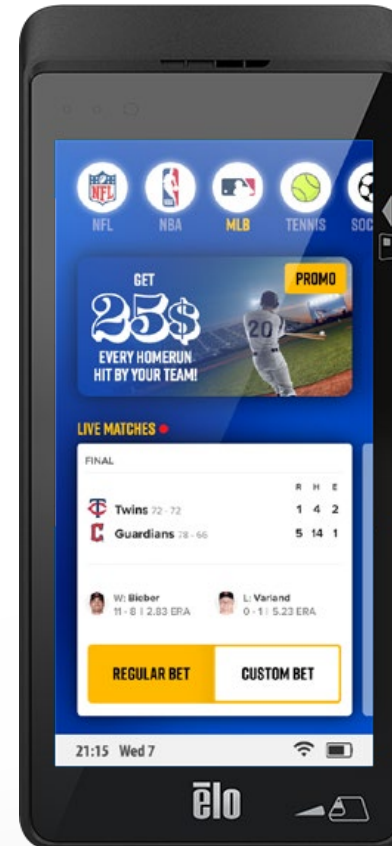 NFL
NFL NBA MLB TENNIS SOC
GET
25$
EVERY HOMERUN
HIT BY YOUR TEAM!
PROMO
20
LIVE MATCHES
FINAL
R H E
Twins 72 - 72 1 4 2
Guardians 78 - 66 5 14 1
W: Bieber
11 - 8 | 2.83 ERA
L: Varland
0 - 1 | 5.23 ERA
REGULAR BET CUSTOM BET
21:15 Wed 7
ēlo